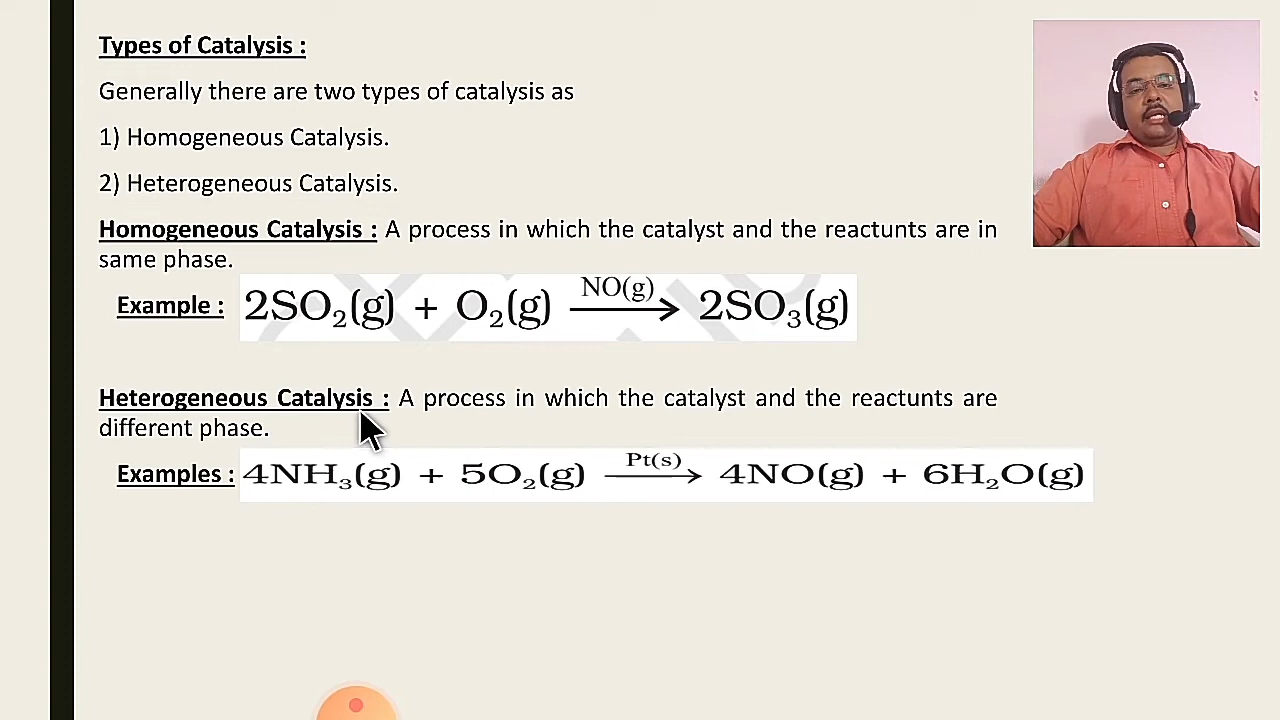 Types of Catalysis :
Generally there are two types of catalysis as
1) Homogeneous Catalysis.
2) Heterogeneous Catalysis.
Homogeneous Catalysis : A process in which the catalyst and the reactunts are in
same phase.
Example : 2SO₂(g) + O₂(g) NO(g) → 2SO₃(g)
Heterogeneous Catalysis : A process in which the catalyst and the reactunts are
different phase.
Examples : 4NH₃(g) + 5O₂(g) Pt(s) → 4NO(g) + 6H₂O(g)